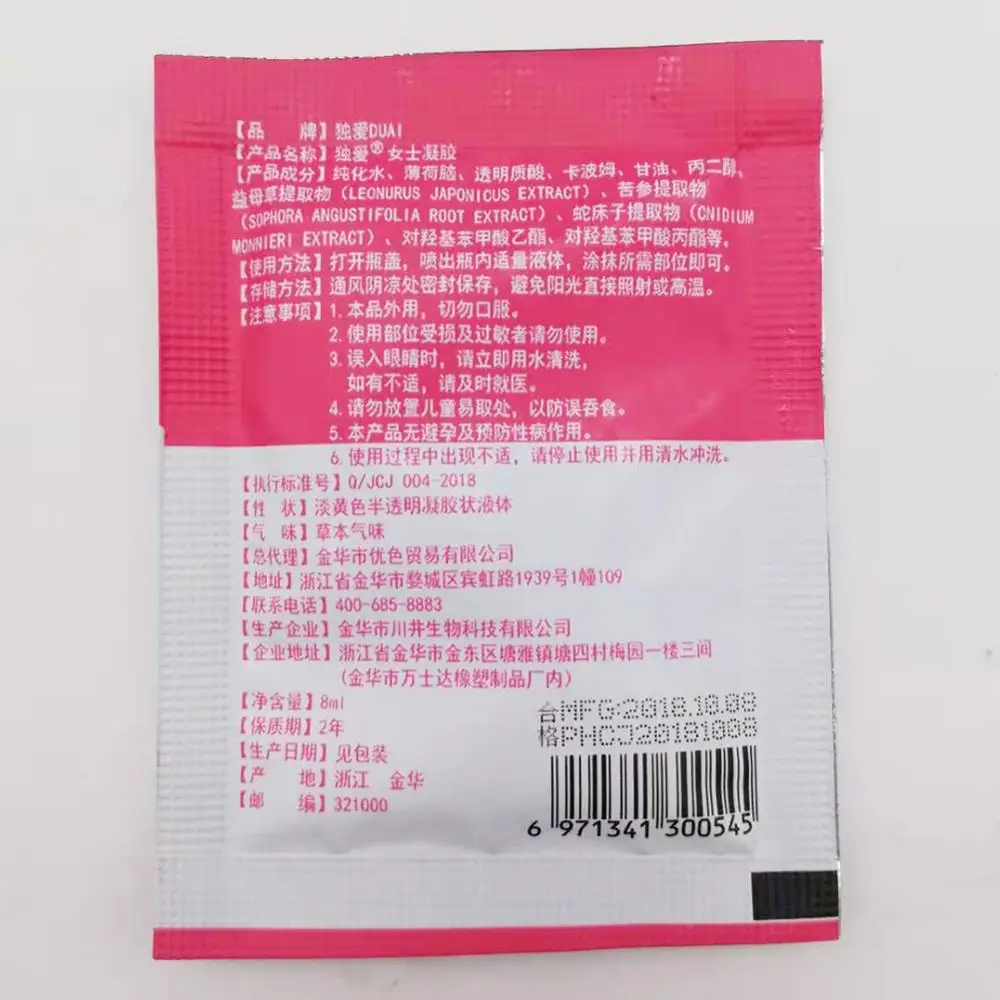 【品 牌】独爱DUAI
【产品名称】独爱®女士凝胶
【产品成分】纯化水、薄荷脑、透明质酸、卡波姆、甘油、丙二醇、
益母草提取物（LEONURUS JAPONICUS EXTRACT）、苦参提取物
（SOPHORA ANGUSTIFOLIA ROOT EXTRACT）、蛇床子提取物（CNIDIUM
MONNIERI EXTRACT）、对羟基苯甲酸乙酯、对羟基苯甲酸丙酯等。
【使用方法】打开瓶盖，喷出瓶内适量液体，涂抹所需部位即可。
【存储方法】通风阴凉处密封保存，避免阳光直接照射或高温。
【注意事项】1.本品外用，切勿口服。
2.使用部位受损及过敏者请勿使用。
3.误入眼睛时，请立即用水清洗，
如有不适，请及时就医。
4.请勿放置儿童易取处，以防误吞食。
5.本产品无避孕及预防性病作用。
6.使用过程中出现不适，请停止使用并用清水冲洗。
【执行标准号】Q/JCJ 004-2018
【性 状】淡黄色半透明凝胶状液体
【气 味】草本气味
【总代理】金华市优色贸易有限公司
【地址】浙江省金华市婺城区宾虹路1939号1幢109
【联系电话】400-685-8883
【生产企业】金华市川井生物科技有限公司
【企业地址】浙江省金华市金东区塘雅镇塘四村梅园一楼三间
（金华市万士达橡塑制品厂内）
【净含量】8ml
【保质期】2年
【生产日期】见包装
【产 地】浙江 金华
【邮 编】321000
合MFG:2018.10.08
格PHCJ20181008
6 971341 300545